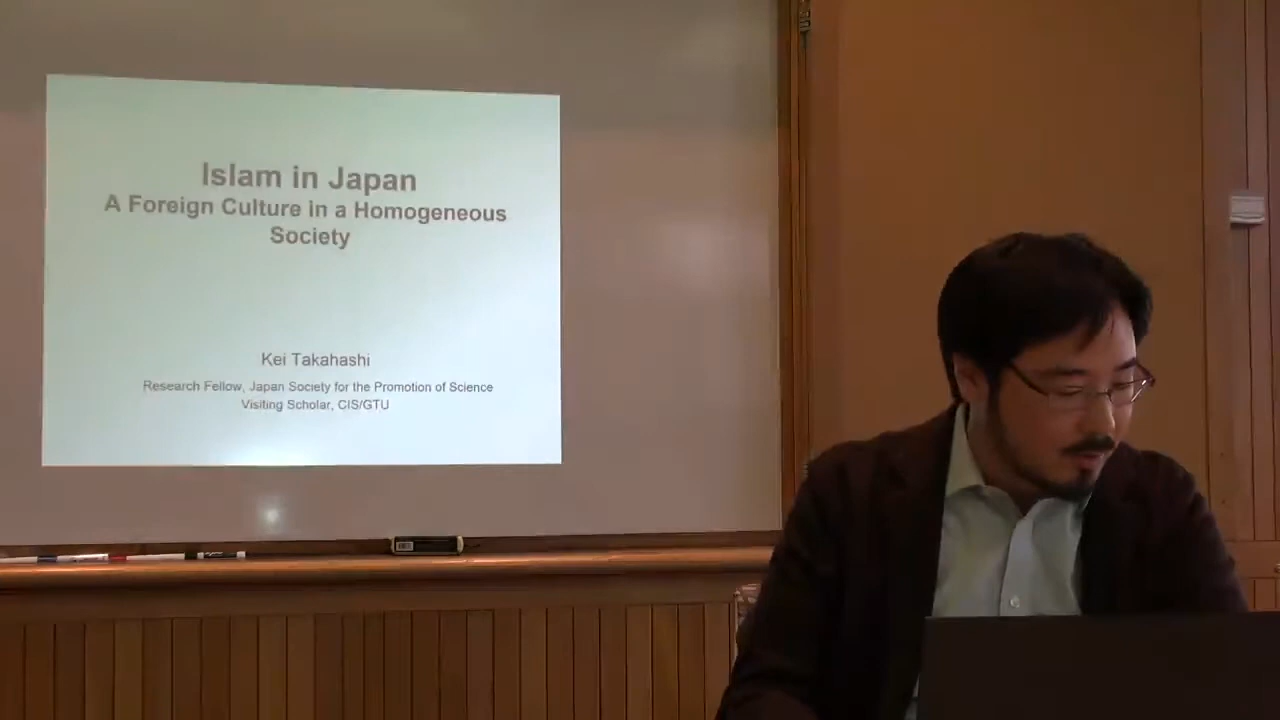 Islam in Japan
A Foreign Culture in a Homogeneous
Society
Kei Takahashi
Research Fellow, Japan Society for the Promotion of Science
Visiting Scholar, CIS/GTU